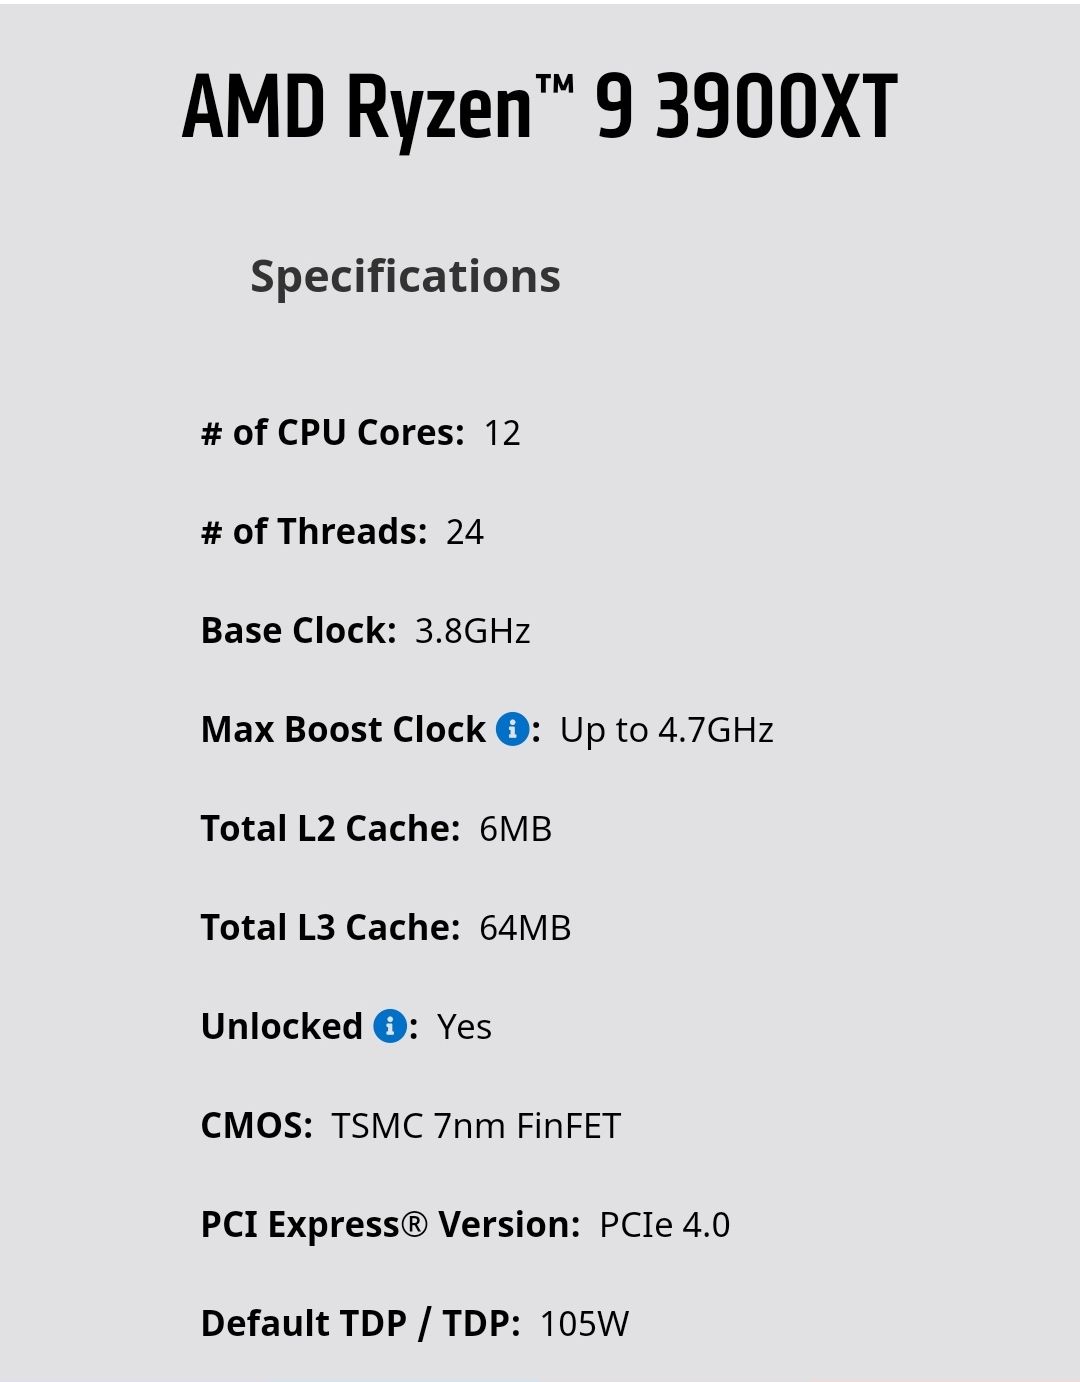 AMD Ryzen™ 9 3900XT
Specifications
# of CPU Cores: 12
# of Threads: 24
Base Clock: 3.8GHz
Max Boost Clock : Up to 4.7GHz
Total L2 Cache: 6MB
Total L3 Cache: 64MB
Unlocked : Yes
CMOS: TSMC 7nm FinFET
PCI Express® Version: PCIe 4.0
Default TDP / TDP: 105W